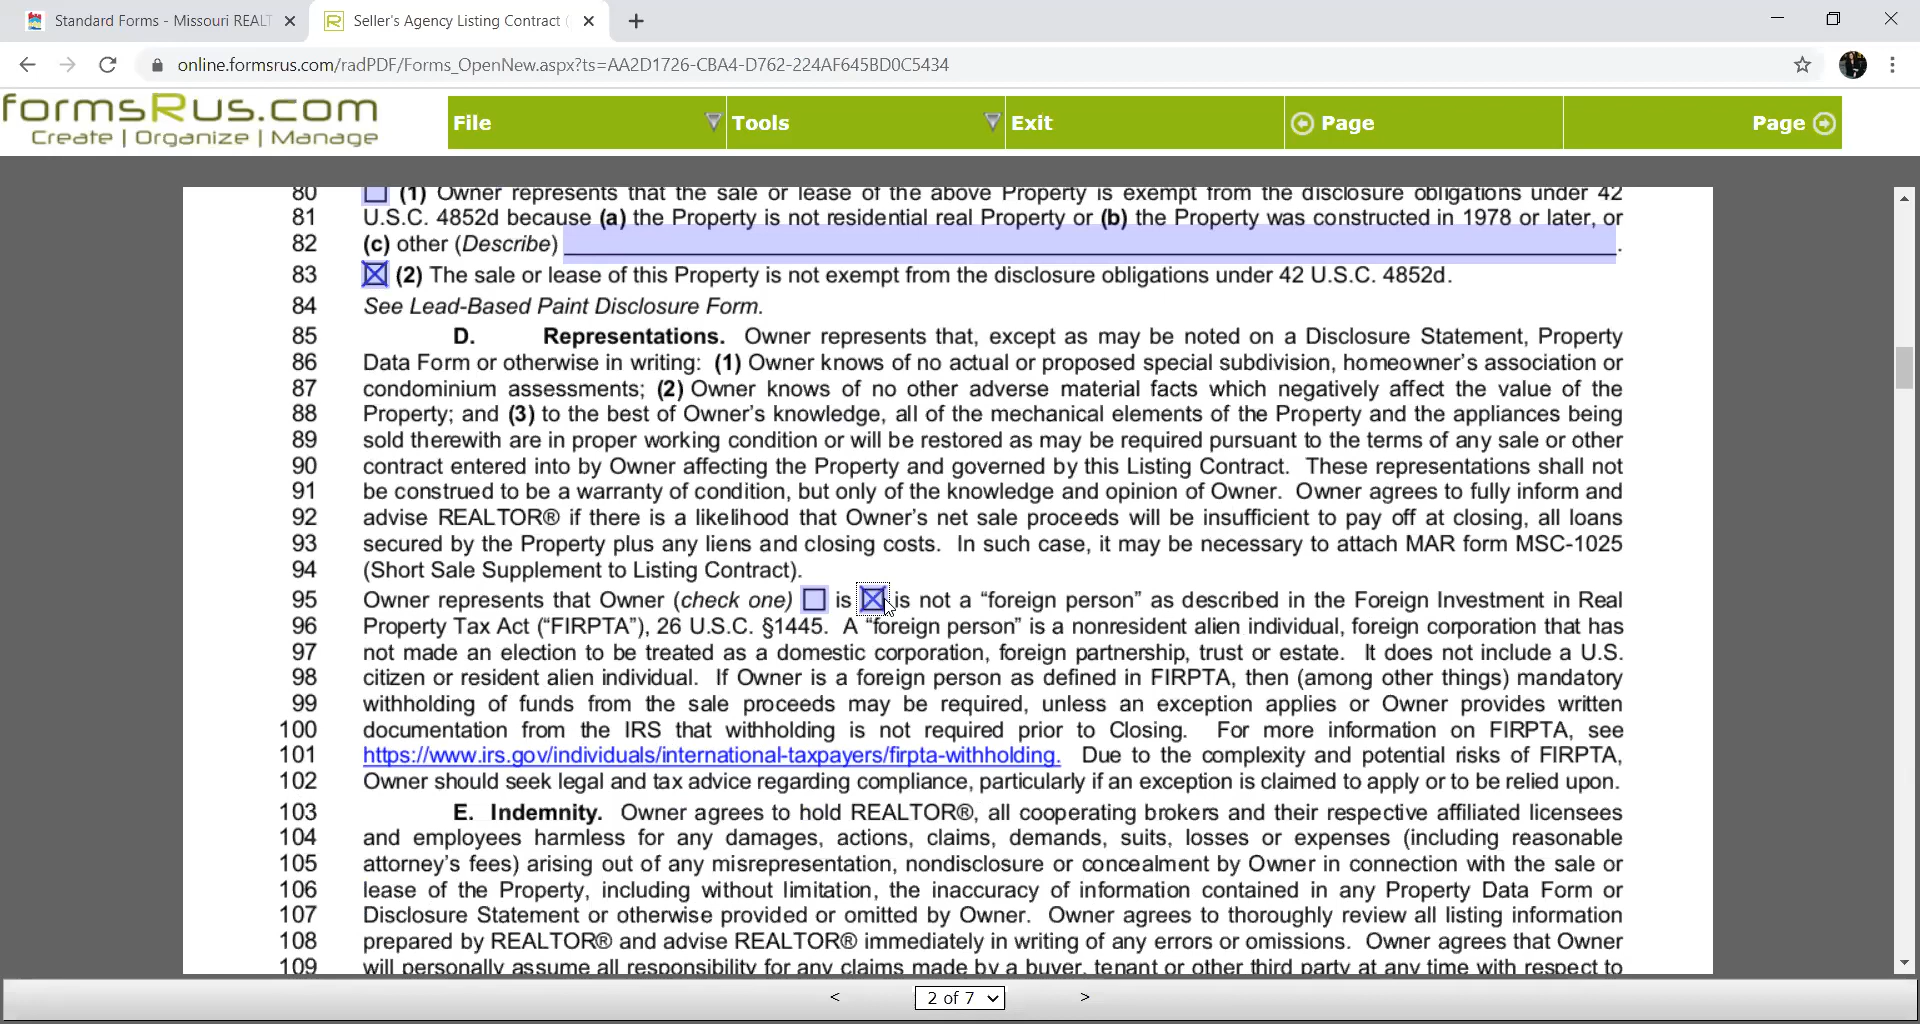 Standard Forms - Missouri REALT
Seller's Agency Listing Contract (
online.formsrus.com/radPDF/Forms_OpenNew.aspx?ts=AA2D1726-CBA4-D762-224AF645BD0C5434
formsRus.com
Create | Organize | Manage
File
Tools
Exit
Page
Page
80 (1) Owner represents that the sale or lease of the above Property is exempt from the disclosure obligations under 42
81 U.S.C. 4852d because (a) the Property is not residential real Property or (b) the Property was constructed in 1978 or later, or
82 (c) other (Describe) .
83 (2) The sale or lease of this Property is not exempt from the disclosure obligations under 42 U.S.C. 4852d.
84 See Lead-Based Paint Disclosure Form.
85 D. Representations. Owner represents that, except as may be noted on a Disclosure Statement, Property
86 Data Form or otherwise in writing: (1) Owner knows of no actual or proposed special subdivision, homeowner's association or
87 condominium assessments; (2) Owner knows of no other adverse material facts which negatively affect the value of the
88 Property; and (3) to the best of Owner's knowledge, all of the mechanical elements of the Property and the appliances being
89 sold therewith are in proper working condition or will be restored as may be required pursuant to the terms of any sale or other
90 contract entered into by Owner affecting the Property and governed by this Listing Contract. These representations shall not
91 be construed to be a warranty of condition, but only of the knowledge and opinion of Owner. Owner agrees to fully inform and
92 advise REALTOR® if there is a likelihood that Owner's net sale proceeds will be insufficient to pay off at closing, all loans
93 secured by the Property plus any liens and closing costs. In such case, it may be necessary to attach MAR form MSC-1025
94 (Short Sale Supplement to Listing Contract).
95 Owner represents that Owner (check one) is is not a “foreign person” as described in the Foreign Investment in Real
96 Property Tax Act (“FIRPTA”), 26 U.S.C. §1445. A “foreign person” is a nonresident alien individual, foreign corporation that has
97 not made an election to be treated as a domestic corporation, foreign partnership, trust or estate. It does not include a U.S.
98 citizen or resident alien individual. If Owner is a foreign person as defined in FIRPTA, then (among other things) mandatory
99 withholding of funds from the sale proceeds may be required, unless an exception applies or Owner provides written
100 documentation from the IRS that withholding is not required prior to Closing. For more information on FIRPTA, see
101 https://www.irs.gov/individuals/international-taxpayers/firpta-withholding. Due to the complexity and potential risks of FIRPTA,
102 Owner should seek legal and tax advice regarding compliance, particularly if an exception is claimed to apply or to be relied upon.
103 E. Indemnity. Owner agrees to hold REALTOR®, all cooperating brokers and their respective affiliated licensees
104 and employees harmless for any damages, actions, claims, demands, suits, losses or expenses (including reasonable
105 attorney's fees) arising out of any misrepresentation, nondisclosure or concealment by Owner in connection with the sale or
106 lease of the Property, including without limitation, the inaccuracy of information contained in any Property Data Form or
107 Disclosure Statement or otherwise provided or omitted by Owner. Owner agrees to thoroughly review all listing information
108 prepared by REALTOR® and advise REALTOR® immediately in writing of any errors or omissions. Owner agrees that Owner
109 will personally assume all responsibility for any claims made by a buyer, tenant or other third party at any time with respect to
< 2 of 7 >